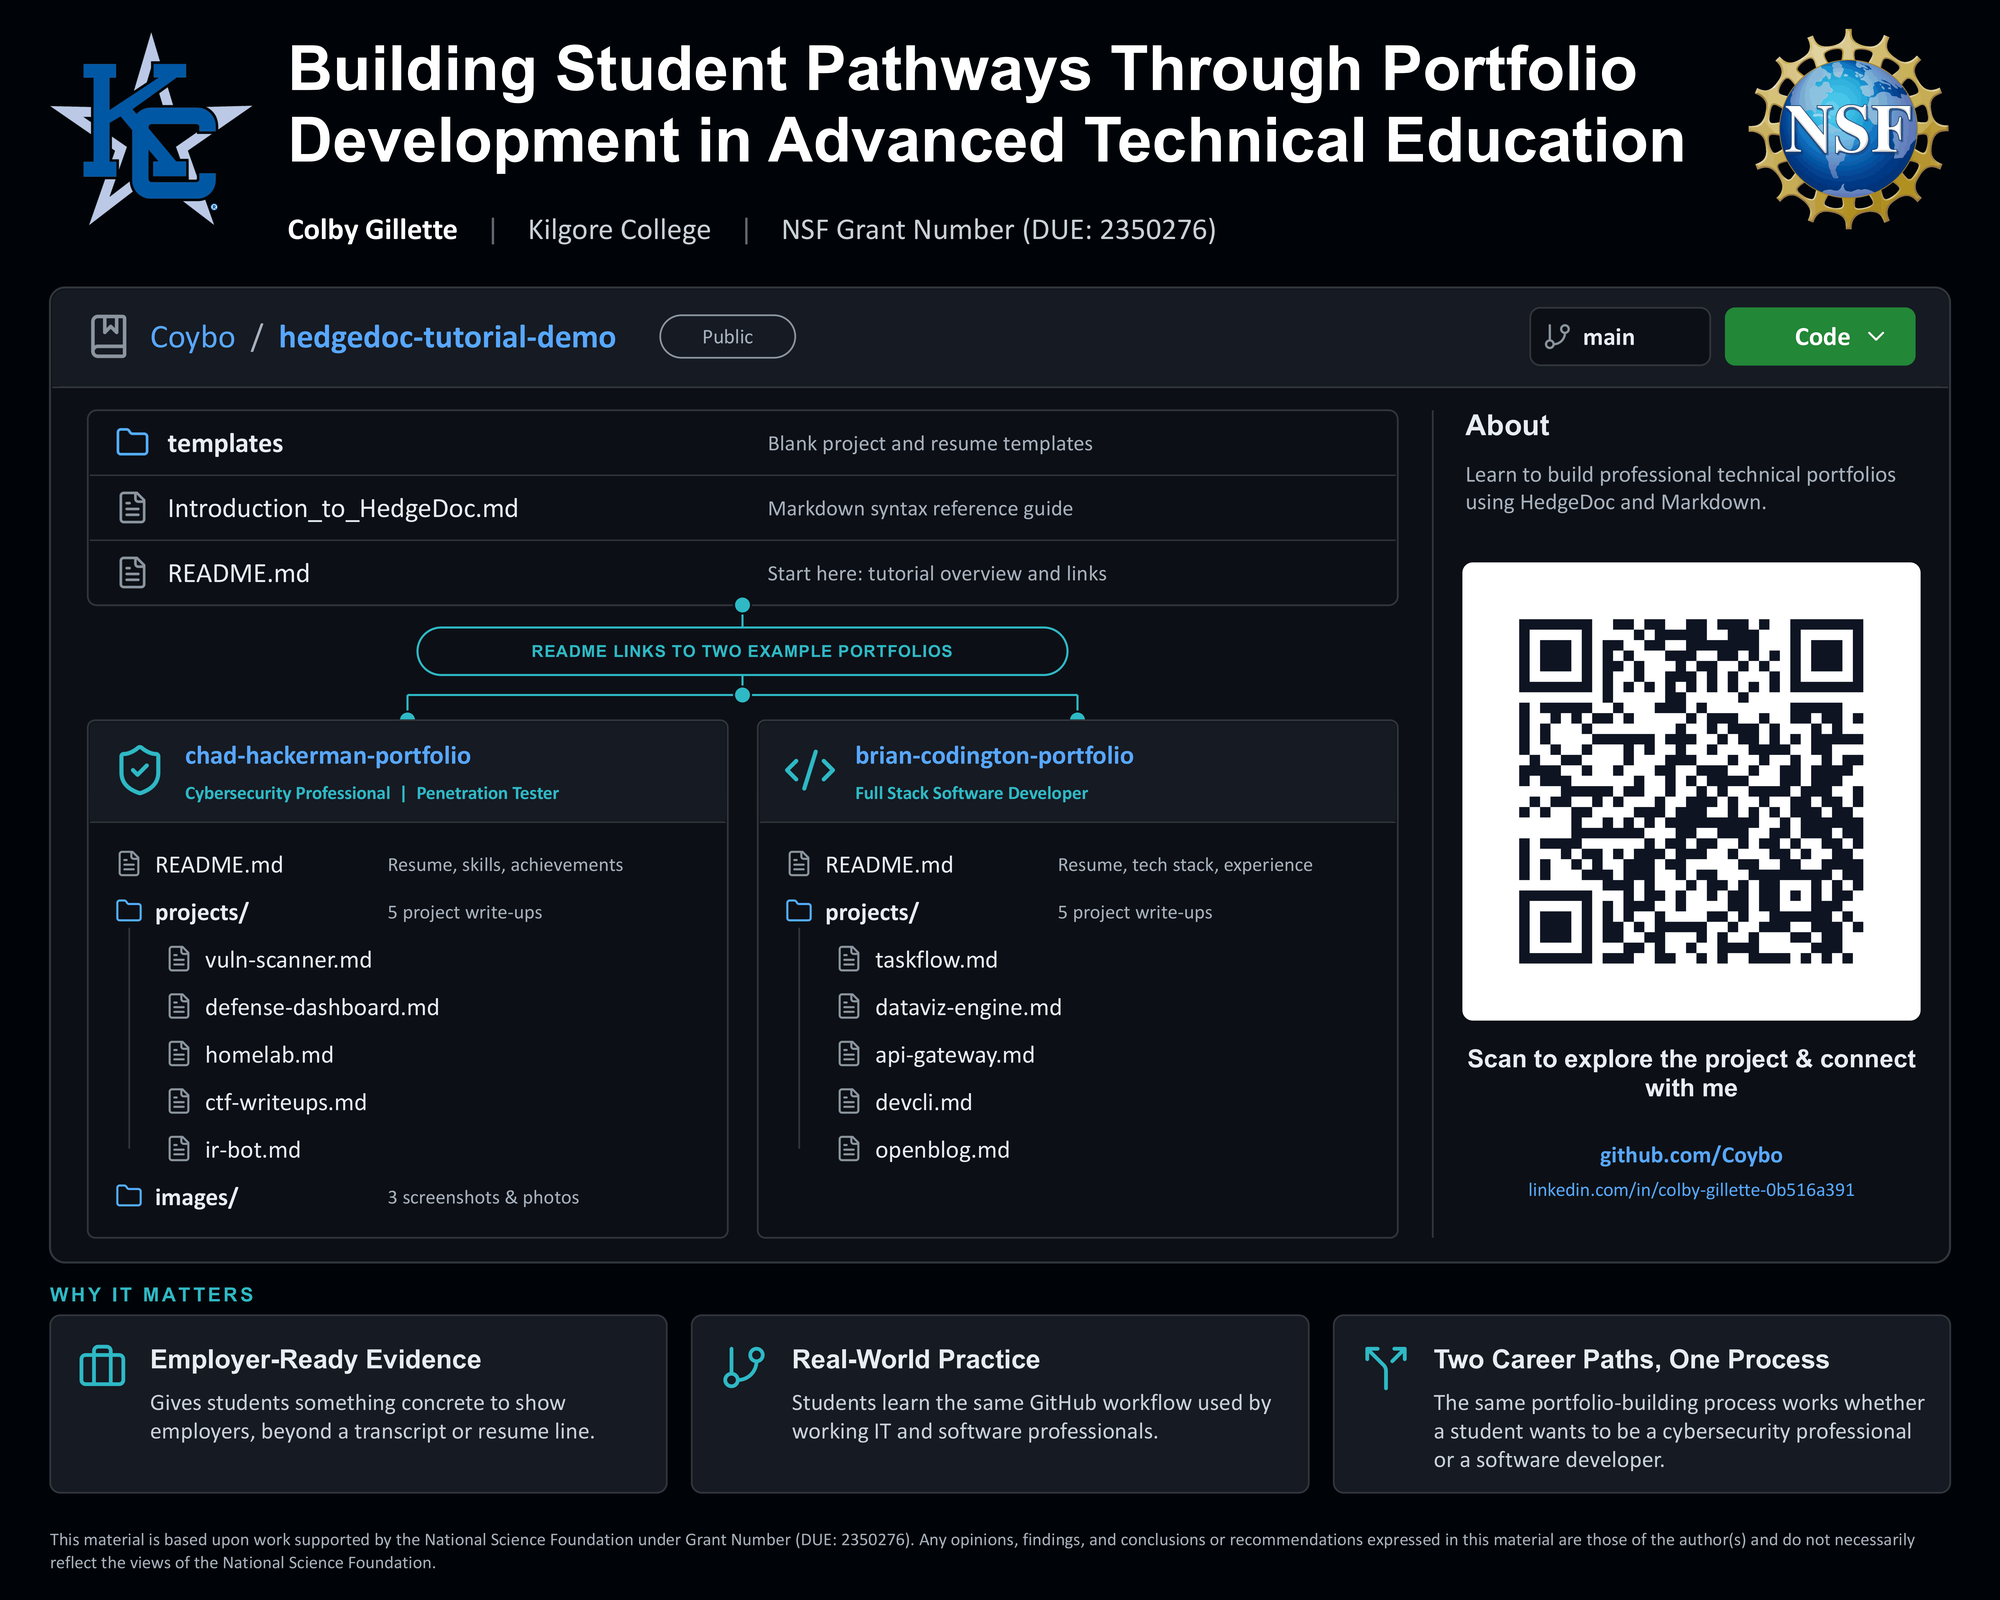 KC
Building Student Pathways Through Portfolio
Development in Advanced Technical Education
NSF
Colby Gillette | Kilgore College | NSF Grant Number (DUE: 2350276)
Coybo / hedgedoc-tutorial-demo Public main Code
templates Blank project and resume templates
Introduction_to_HedgeDoc.md Markdown syntax reference guide
README.md Start here: tutorial overview and links
README LINKS TO TWO EXAMPLE PORTFOLIOS
chad-hackerman-portfolio
Cybersecurity Professional | Penetration Tester
README.md Resume, skills, achievements
projects/ 5 project write-ups
vuln-scanner.md
defense-dashboard.md
homelab.md
ctf-writeups.md
ir-bot.md
images/ 3 screenshots & photos
brian-codington-portfolio
Full Stack Software Developer
README.md Resume, tech stack, experience
projects/ 5 project write-ups
taskflow.md
dataviz-engine.md
api-gateway.md
devcli.md
openblog.md
About
Learn to build professional technical portfolios
using HedgeDoc and Markdown.
Scan to explore the project & connect
with me
github.com/Coybo
linkedin.com/in/colby-gillette-0b516a391
WHY IT MATTERS
Employer-Ready Evidence
Gives students something concrete to show
employers, beyond a transcript or resume line.
Real-World Practice
Students learn the same GitHub workflow used by
working IT and software professionals.
Two Career Paths, One Process
The same portfolio-building process works whether
a student wants to be a cybersecurity professional
or a software developer.
This material is based upon work supported by the National Science Foundation under Grant Number (DUE: 2350276). Any opinions, findings, and conclusions or recommendations expressed in this material are those of the author(s) and do not necessarily
reflect the views of the National Science Foundation.